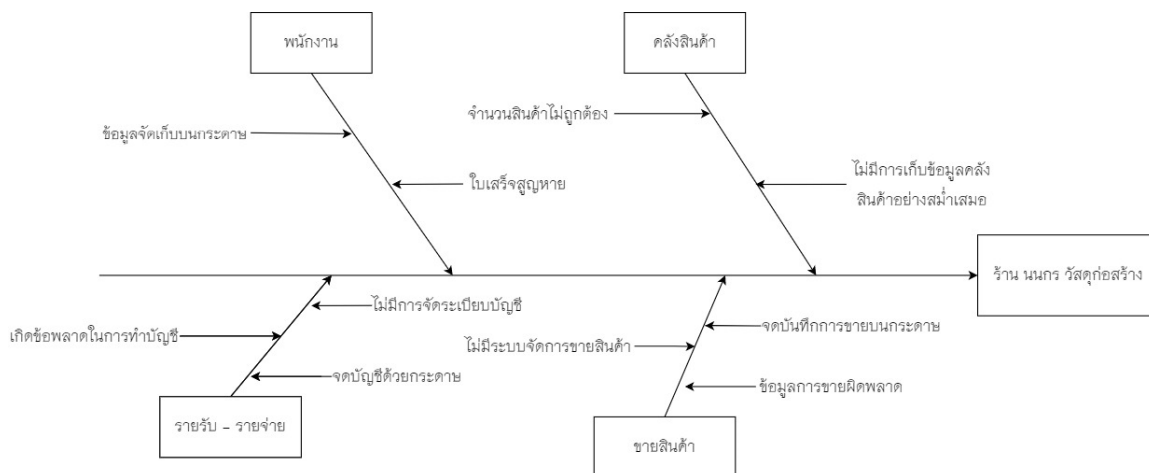 พนักงาน
คลังสินค้า
จำนวนสินค้าไม่ถูกต้อง
ข้อมูลจัดเก็บบนกระดาษ
ใบเสร็จสูญหาย
ไม่มีการเก็บข้อมูลคลัง
สินค้าอย่างสม่ำเสมอ
ร้าน นนกร วัสดุก่อสร้าง
ไม่มีการจัดระเบียบบัญชี
เกิดข้อพลาดในการทำบัญชี
จดบัญชีด้วยกระดาษ
รายรับ - รายจ่าย
จดบันทึกการขายบนกระดาษ
ไม่มีระบบจัดการขายสินค้า
ข้อมูลการขายผิดพลาด
ขายสินค้า